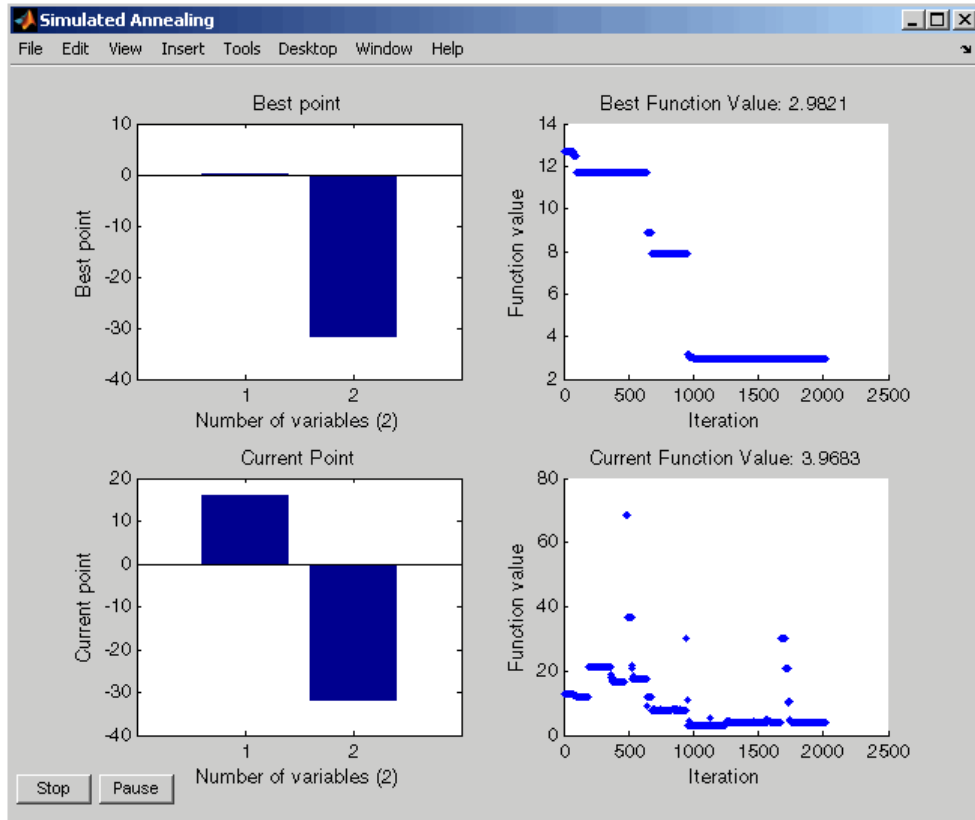 Simulated Annealing
File Edit View Insert Tools Desktop Window Help
Best point
10
0
-10
-20
-30
-40
Best point
1 2
Number of variables (2)
Best Function Value: 2.9821
14
12
10
8
6
4
2
Function value
0 500 1000 1500 2000 2500
Iteration
Current Point
20
10
0
-10
-20
-30
-40
Current point
1 2
Number of variables (2)
Current Function Value: 3.9683
80
60
40
20
0
Function value
0 500 1000 1500 2000 2500
Iteration
Stop Pause